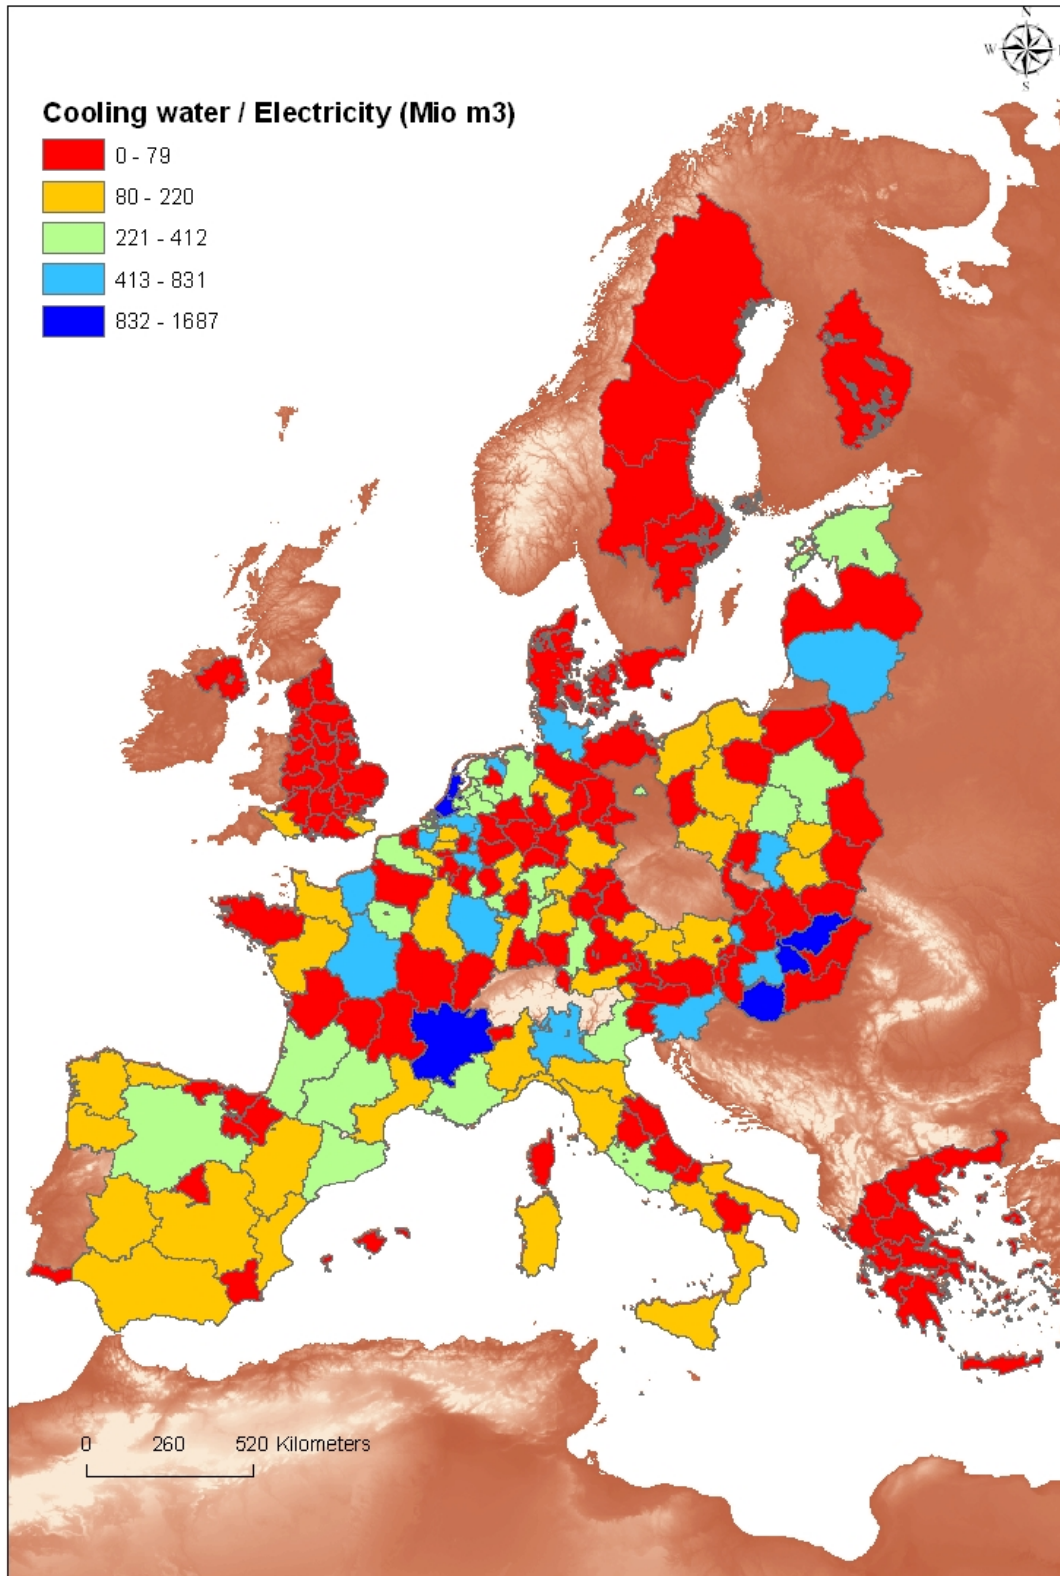 N
W
S
Cooling water / Electricity (Mio m3)
0 - 79
80 - 220
221 - 412
413 - 831
832 - 1687
0 260 520 Kilometers